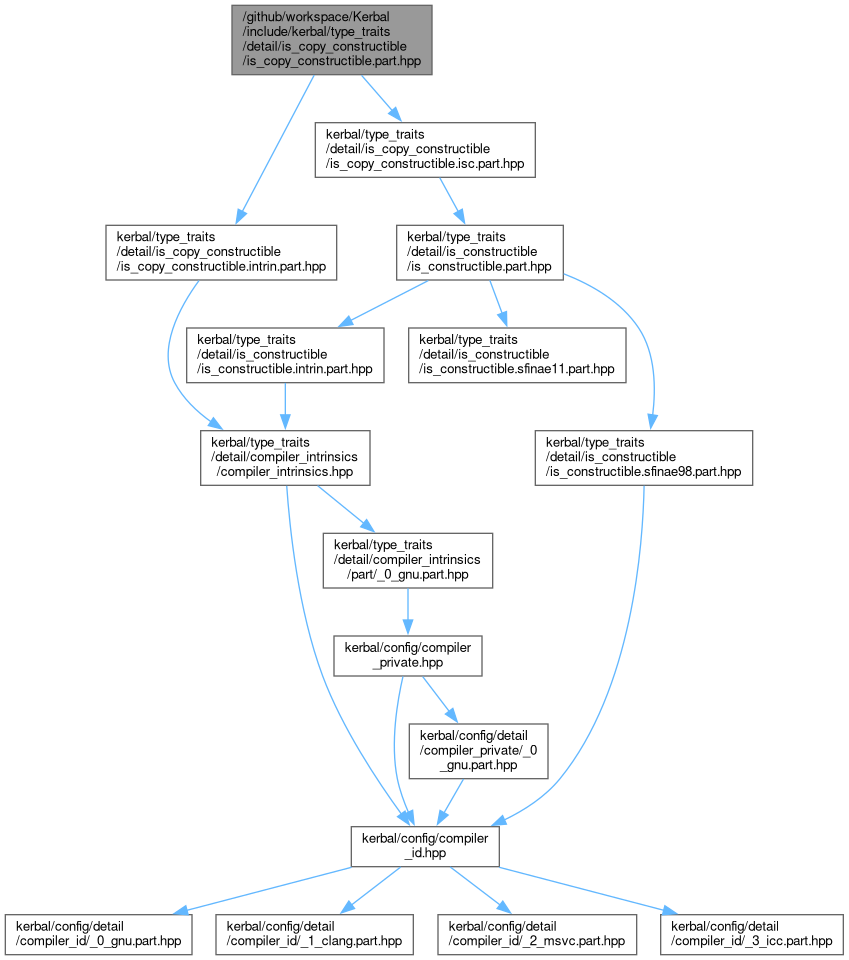 /github/workspace/Kerbal
/include/kerbal/type_traits
/detail/is_copy_constructible
/is_copy_constructible.part.hpp
kerbal/type_traits
/detail/is_copy_constructible
/is_copy_constructible.isc.part.hpp
kerbal/type_traits
/detail/is_copy_constructible
/is_copy_constructible.intrin.part.hpp
kerbal/type_traits
/detail/is_constructible
/is_constructible.part.hpp
kerbal/type_traits
/detail/is_constructible
/is_constructible.intrin.part.hpp
kerbal/type_traits
/detail/is_constructible
/is_constructible.sfinae11.part.hpp
kerbal/type_traits
/detail/compiler_intrinsics
/compiler_intrinsics.hpp
kerbal/type_traits
/detail/is_constructible
/is_constructible.sfinae98.part.hpp
kerbal/type_traits
/detail/compiler_intrinsics
/part/_0_gnu.part.hpp
kerbal/config/compiler
_private.hpp
kerbal/config/detail
/compiler_private/_0
_gnu.part.hpp
kerbal/config/compiler
_id.hpp
kerbal/config/detail
/compiler_id/_0_gnu.part.hpp
kerbal/config/detail
/compiler_id/_1_clang.part.hpp
kerbal/config/detail
/compiler_id/_2_msvc.part.hpp
kerbal/config/detail
/compiler_id/_3_icc.part.hpp